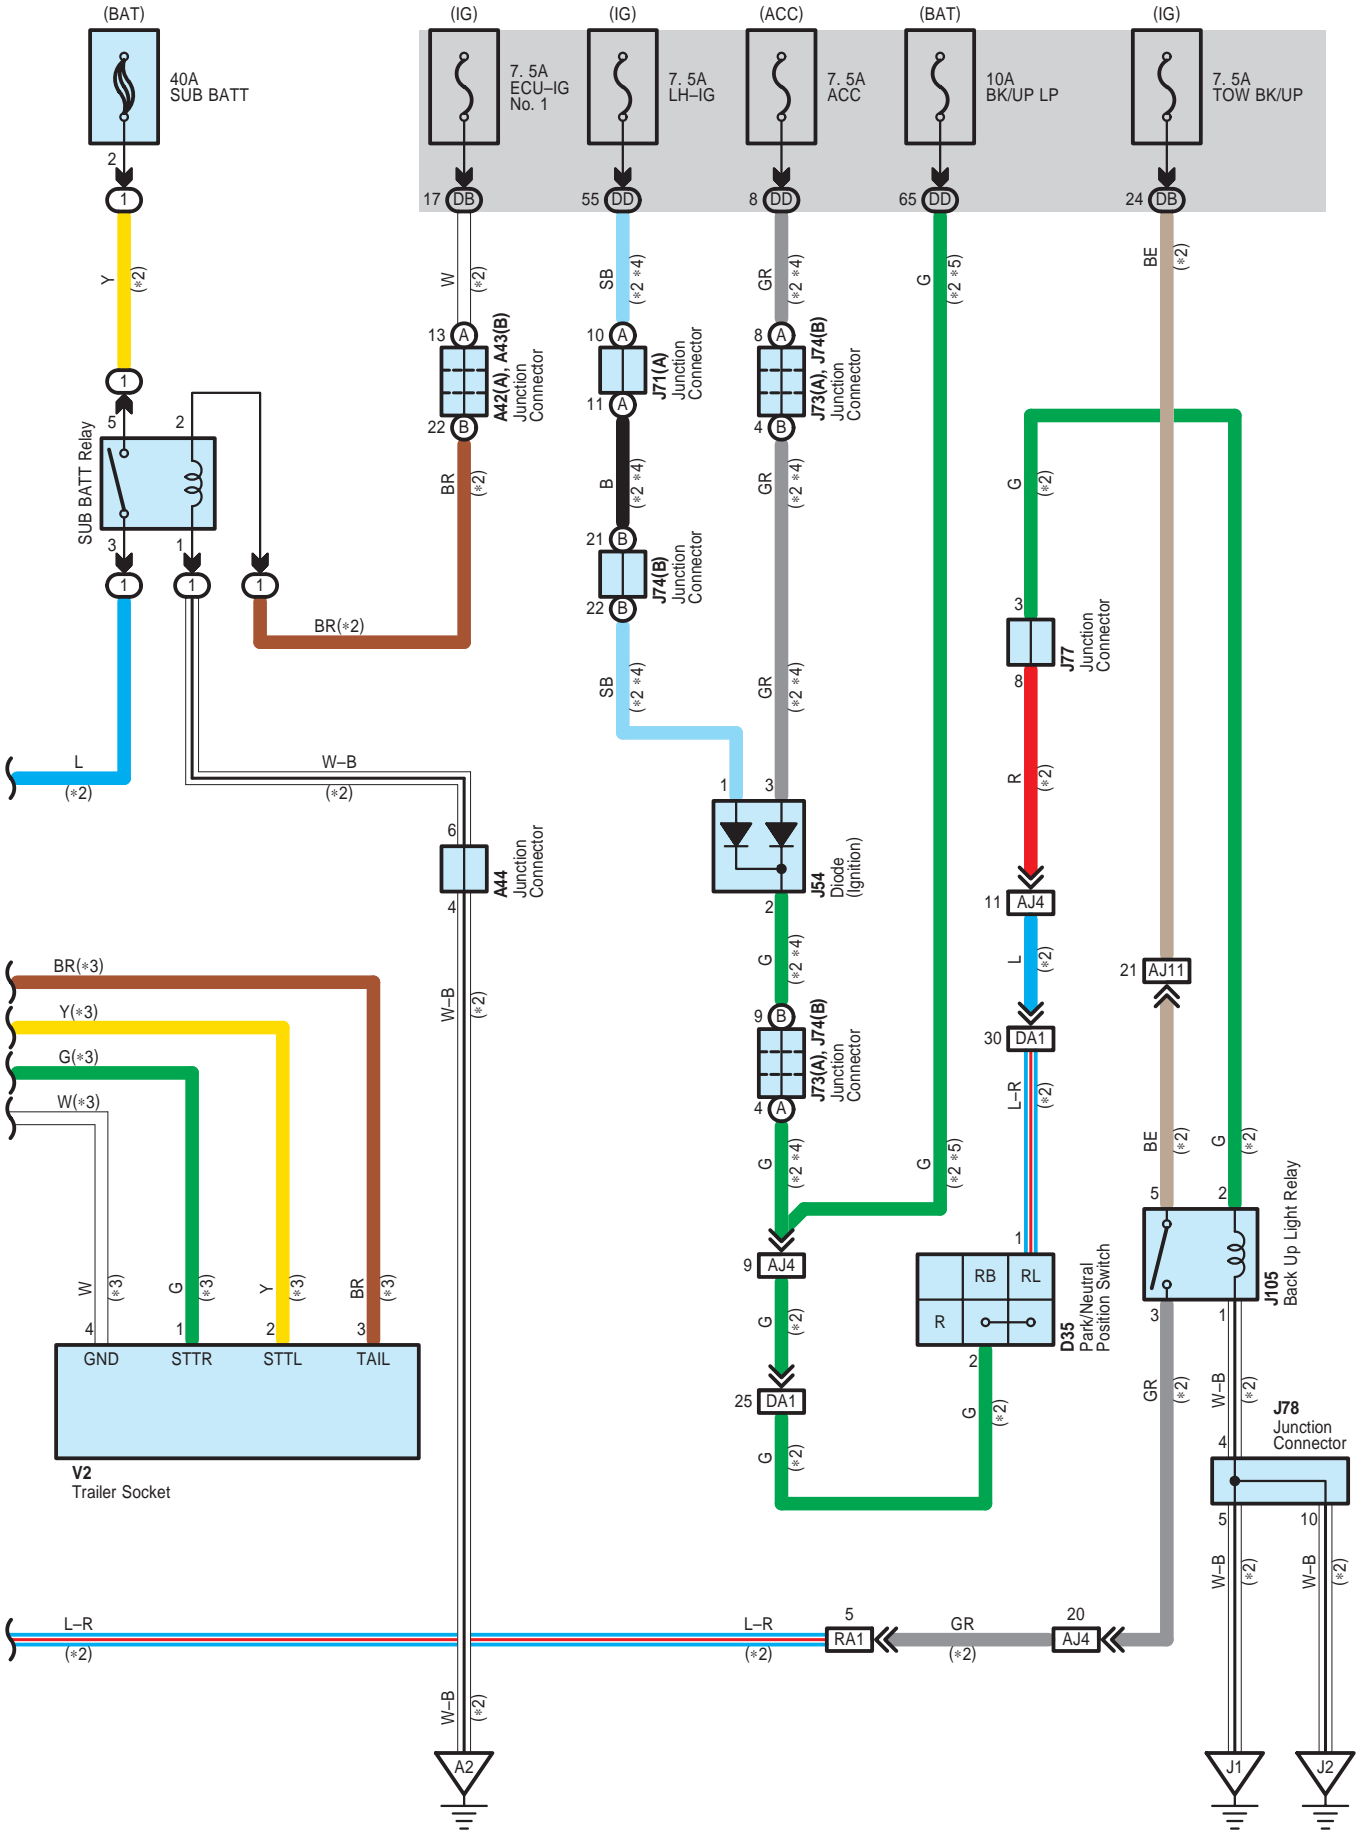 (BAT)
(IG)
(IG)
(ACC)
(BAT)
(IG)
40A
SUB BATT
7. 5A
ECU–IG
No. 1
7. 5A
LH–IG
7. 5A
ACC
10A
BK/UP LP
7. 5A
TOW BK/UP
2
1
17 DB
55 DD
8 DD
65 DD
24 DB
Y
(*2)
W
(*2)
SB
(*2 *4)
GR
(*2 *4)
G
(*2 *5)
BE
(*2)
13 A
A42(A), A43(B)
Junction
Connector
22 B
10 A
J71(A)
Junction
Connector
11 A
8 A
J73(A), J74(B)
Junction
Connector
4 B
1
5
2
SUB BATT Relay
3
1
1
1
1
BR
(*2)
BR(*2)
B
(*2 *4)
GR
(*2 *4)
G
(*2)
21 B
J74(B)
Junction
Connector
22 B
3
J77
Junction
Connector
8
SB
(*2 *4)
GR
(*2 *4)
L
(*2)
W–B
(*2)
R
(*2)
1
3
J54
Diode
(Ignition)
2
6
A44
Junction
Connector
4
11 AJ4
L
(*2)
21 AJ11
G
(*2 *4)
30 DA1
BR(*3)
Y(*3)
G(*3)
W(*3)
W–B
(*2)
9 B
J73(A), J74(B)
Junction
Connector
4 A
L–R
(*2)
G
(*2 *4)
G
(*2 *5)
BE
(*2)
G
(*2)
5
2
J105
Back Up Light Relay
3
1
9 AJ4
1
RB
RL
R
D35
Park/Neutral
Position Switch
2
W
(*3)
G
(*3)
Y
(*3)
BR
(*3)
4
1
2
3
GND
STTR
STTL
TAIL
V2
Trailer Socket
G
(*2)
25 DA1
G
(*2)
G
(*2)
GR
(*2)
W–B
(*2)
J78
Junction
Connector
4
5
10
W–B
(*2)
W–B
(*2)
L–R
(*2)
L–R
(*2)
5
RA1
GR
(*2)
20
AJ4
W–B
(*2)
A2
J1
J2